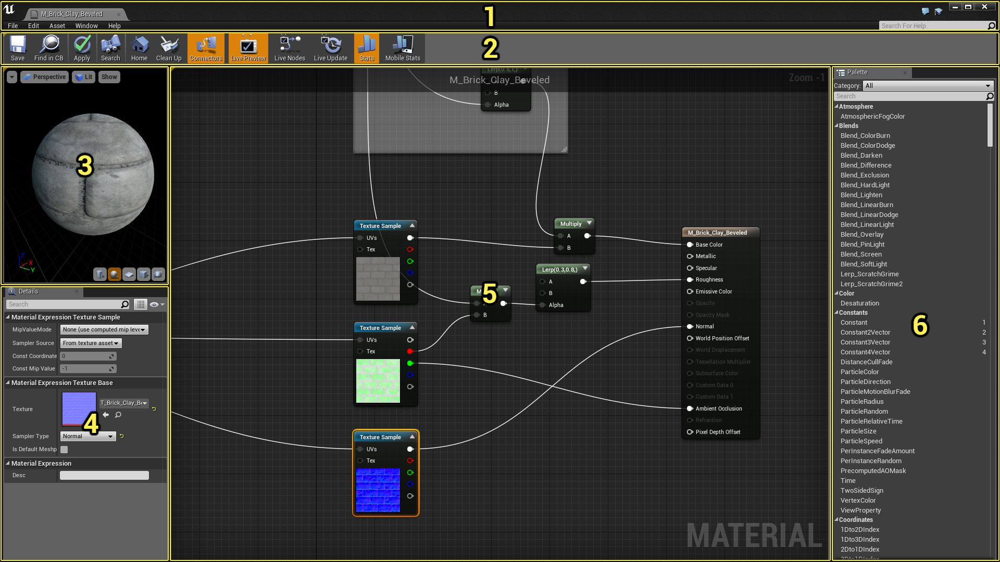 M_Brick_Clay_Beveled
File Edit Asset Window Help
1
Search For Help
Save Find in CB Apply Search Home Clean Up Connectors Live Preview Live Nodes Live Update Stats Mobile Stats
2
Perspective Lit Show
3
Z
X
Y
Details
Search
Material Expression Texture Sample
MipValueMode None (use computed mip leve
Sampler Source From texture asset
Const Coordinate 0
Const Mip Value -1
Material Expression Texture Base
Texture T_Brick_Clay_Be
4
Sampler Type Normal
Is Default Meshp
Material Expression
Desc
Lerp(0.5,1,)
M_Brick_Clay_Beveled
Zoom -1
B
Alpha
Texture Sample
UVs
Tex
Multiply
A
B
Lerp(0.3,0.8,)
A
B
Alpha
5
B
Texture Sample
UVs
Tex
Texture Sample
UVs
Tex
M_Brick_Clay_Beveled
Base Color
Metallic
Specular
Roughness
Emissive Color
Opacity
Opacity Mask
Normal
World Position Offset
World Displacement
Tessellation Multiplier
Subsurface Color
Custom Data 0
Custom Data 1
Ambient Occlusion
Refraction
Pixel Depth Offset
MATERIAL
Palette
Category: All
Search
Atmosphere
AtmosphericFogColor
Blends
Blend_ColorBurn
Blend_ColorDodge
Blend_Darken
Blend_Difference
Blend_Exclusion
Blend_HardLight
Blend_Lighten
Blend_LinearBurn
Blend_LinearDodge
Blend_LinearLight
Blend_Overlay
Blend_PinLight
Blend_Screen
Blend_SoftLight
Lerp_ScratchGrime
Lerp_ScratchGrime2
Color
Desaturation
Constants
Constant 1
Constant2Vector 2
Constant3Vector 3
Constant4Vector 4
6
DistanceCullFade
ParticleColor
ParticleDirection
ParticleMotionBlurFade
ParticleRadius
ParticleRandom
ParticleRelativeTime
ParticleSize
ParticleSpeed
PerInstanceFadeAmount
PerInstanceRandom
PrecomputedAOMask
Time
TwoSidedSign
VertexColor
ViewProperty
Coordinates
1Dto2DIndex
1Dto3DIndex
2Dto1DIndex